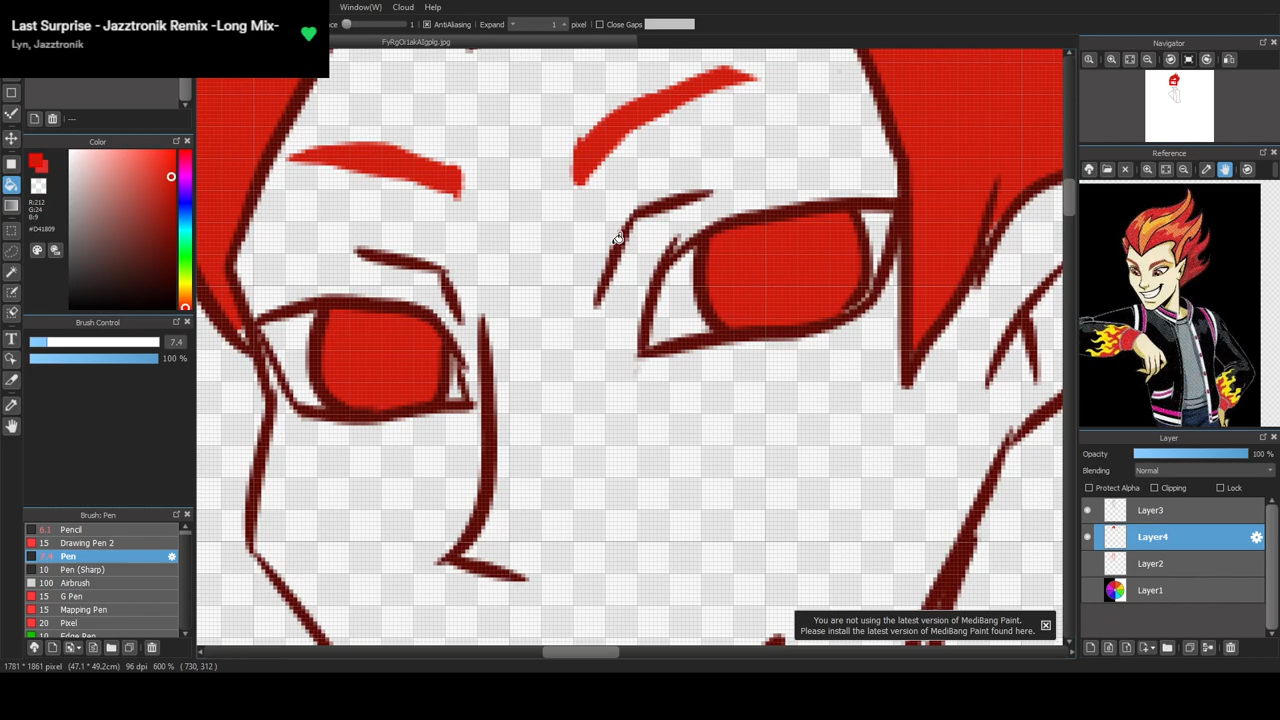 Last Surprise - Jazztronik Remix -Long Mix-
Lyn, Jazztronik
Window(W) Cloud Help
1 AntiAliasing Expand 1 pixel Close Gaps
FyRgCi1akAIgplg.jpg
Navigator
---
Color
R:212
G:24
B:9
#D41809
Brush Control
7.4
100 %
Brush: Pen
6.1 Pencil
15 Drawing Pen 2
7.4 Pen
10 Pen (Sharp)
100 Airbrush
15 G Pen
15 Mapping Pen
20 Pixel
10 Edge Pen
Reference
Layer
Opacity 100 %
Blending Normal
Protect Alpha Clipping Lock
Layer3
Layer4
Layer2
Layer1
You are not using the latest version of MediBang Paint.
Please install the latest version of MediBang Paint found here.
1781 * 1861 pixel (47.1 * 49.2cm) 96 dpi 600 % ( 730, 312 )